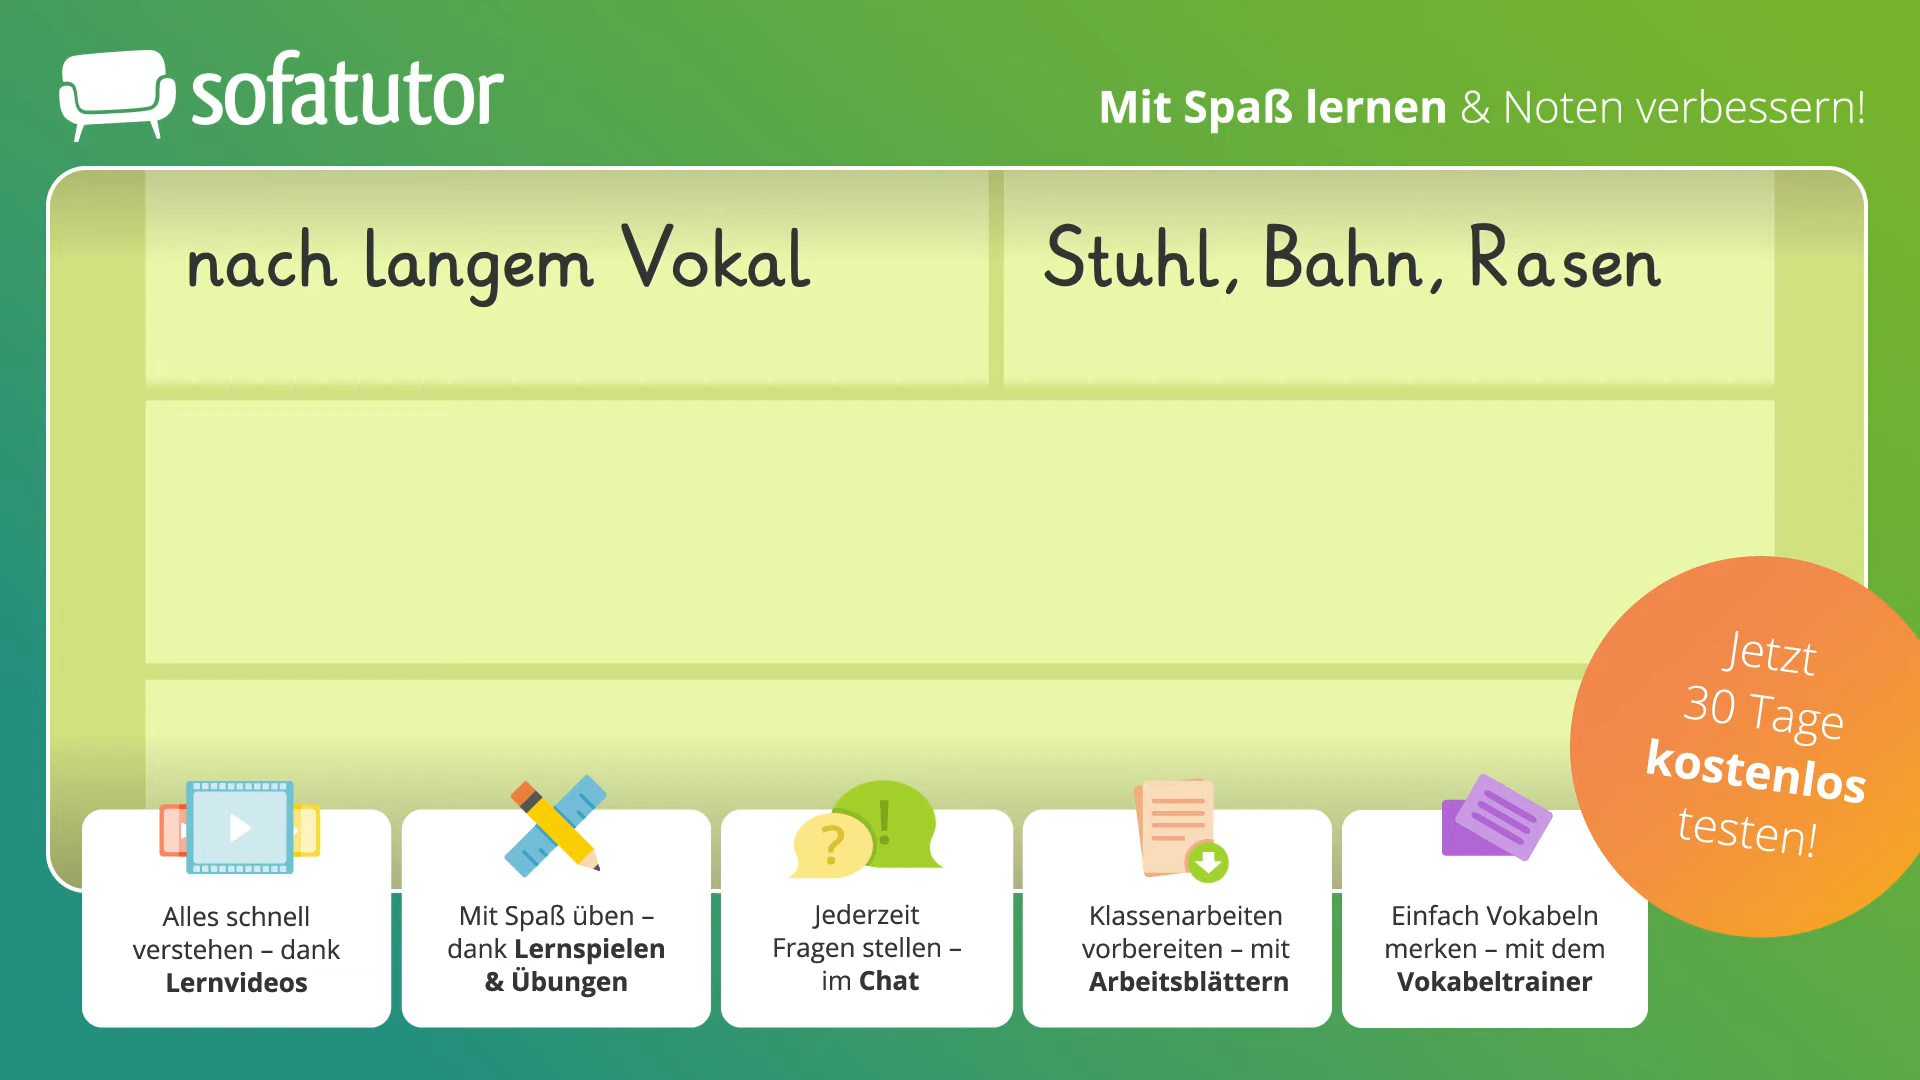 sofatutor
Mit Spaß lernen & Noten verbessern!
nach langem Vokal
Stuhl, Bahn, Rasen
Jetzt
30 Tage
kostenlos
testen!
Alles schnell
verstehen – dank
Lernvideos
Mit Spaß üben –
dank Lernspielen
& Übungen
?
!
Jederzeit
Fragen stellen –
im Chat
Klassenarbeiten
vorbereiten – mit
Arbeitsblättern
Einfach Vokabeln
merken – mit dem
Vokabeltrainer